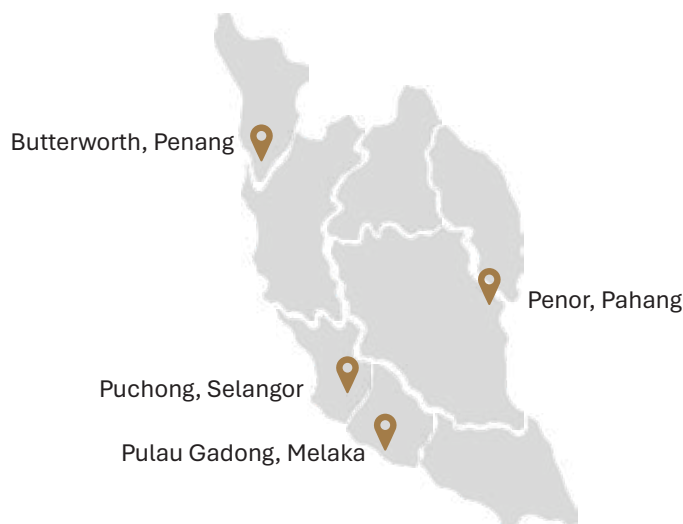 Butterworth, Penang
Penor, Pahang
Puchong, Selangor
Pulau Gadong, Melaka